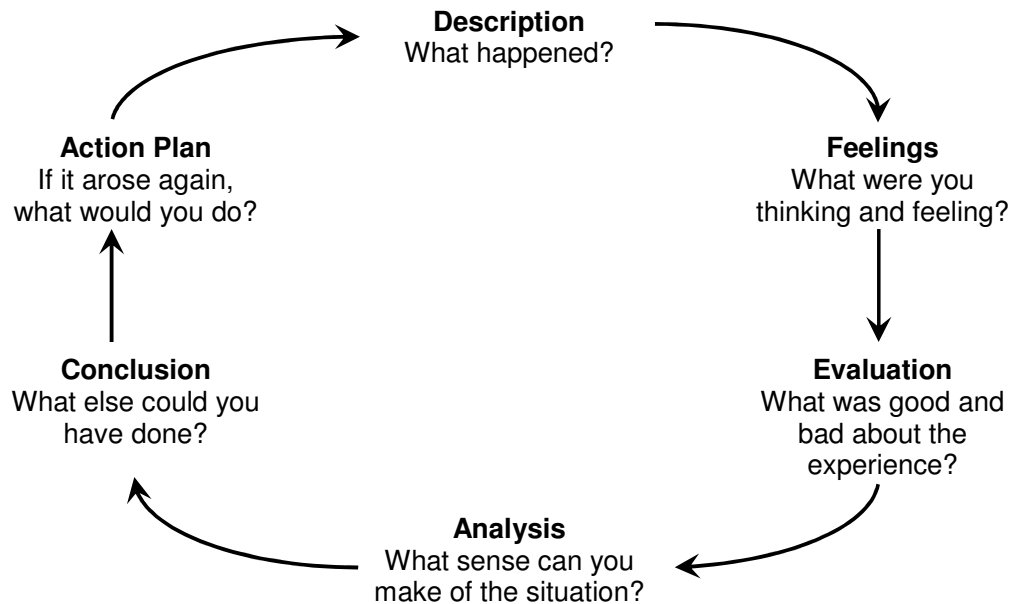 Description
What happened?
Feelings
What were you
thinking and feeling?
Evaluation
What was good and
bad about the
experience?
Analysis
What sense can you
make of the situation?
Conclusion
What else could you
have done?
Action Plan
If it arose again,
what would you do?